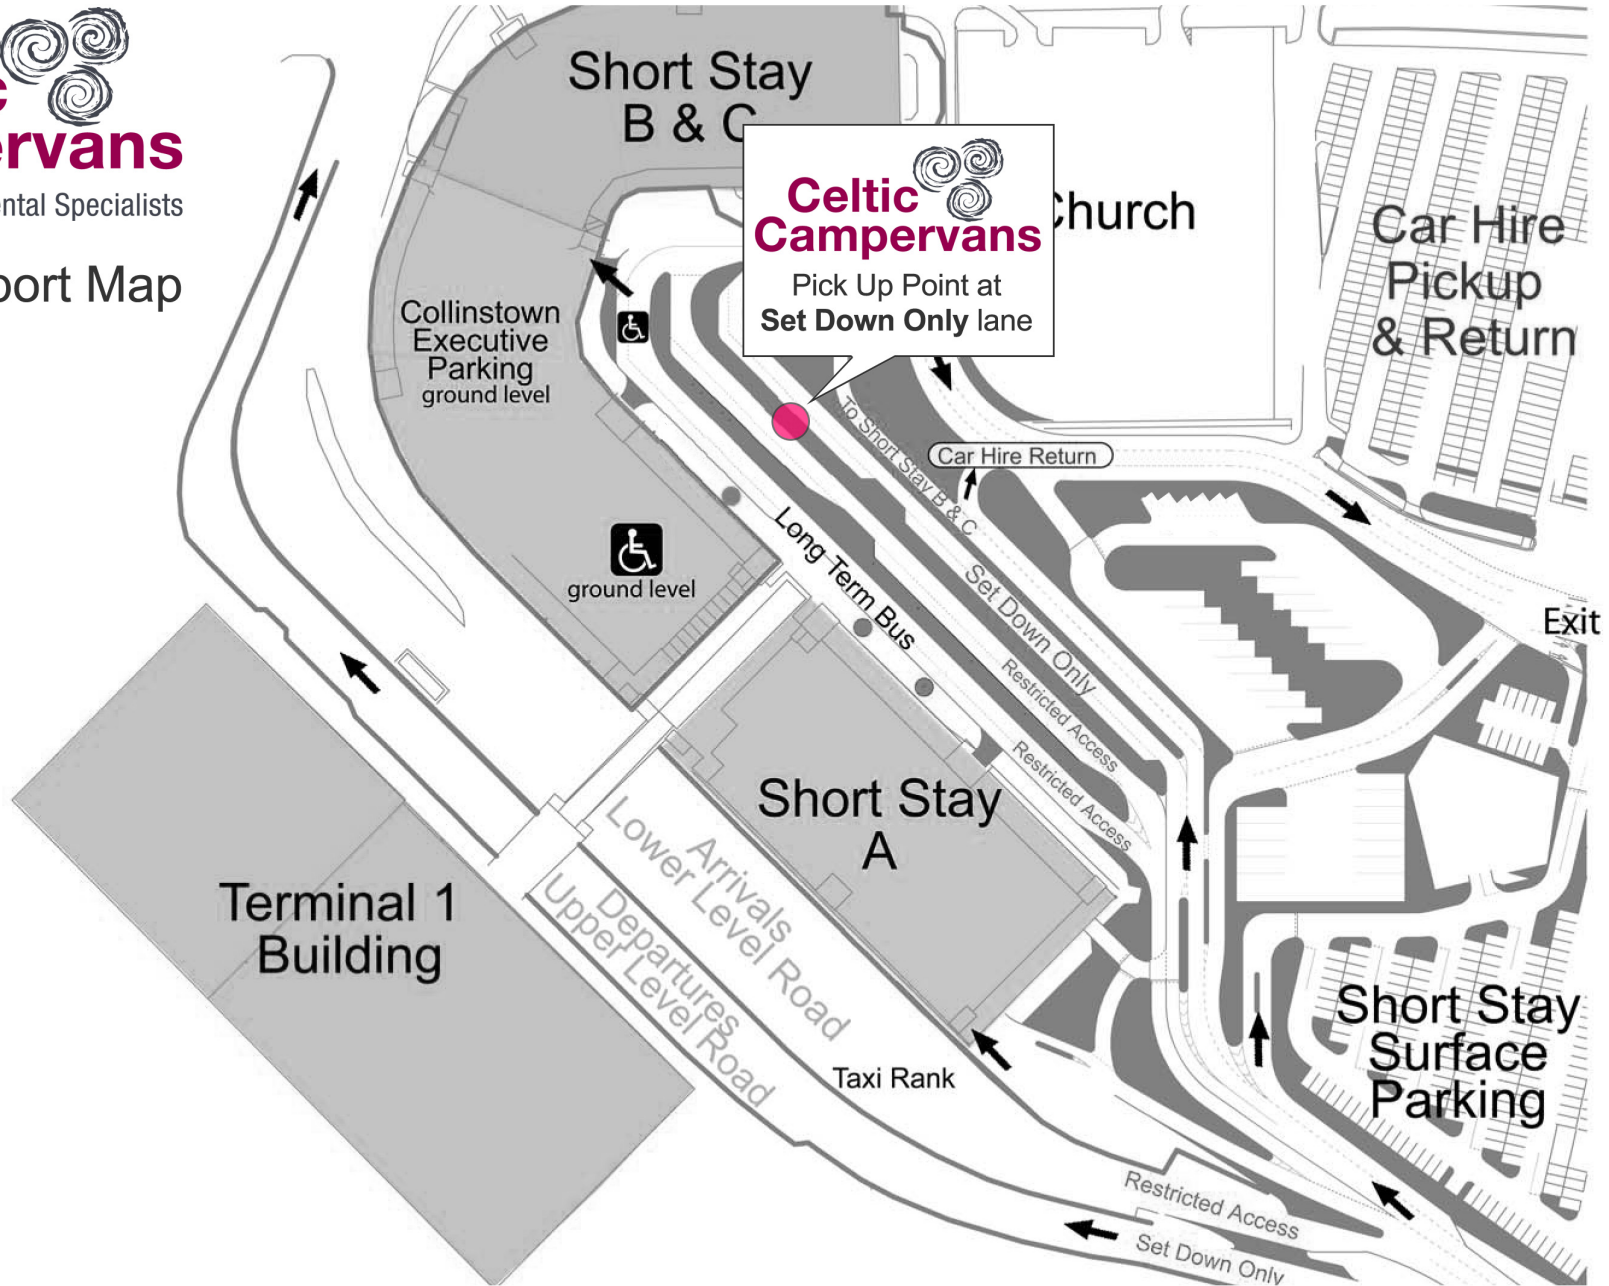 ervans
ental Specialists
port Map
Short Stay
B & C
Celtic
Campervans
Pick Up Point at
Set Down Only lane
Church
Car Hire
Pickup
& Return
Collinstown
Executive
Parking
ground level
To Short Stay B & C
Car Hire Return
ground level
Long Term Bus
Set Down Only
Restricted Access
Restricted Access
Exit
Short Stay
A
Arrivals
Lower Level Road
Departures
Upper Level Road
Terminal 1
Building
Taxi Rank
Short Stay
Surface
Parking
Restricted Access
Set Down Only